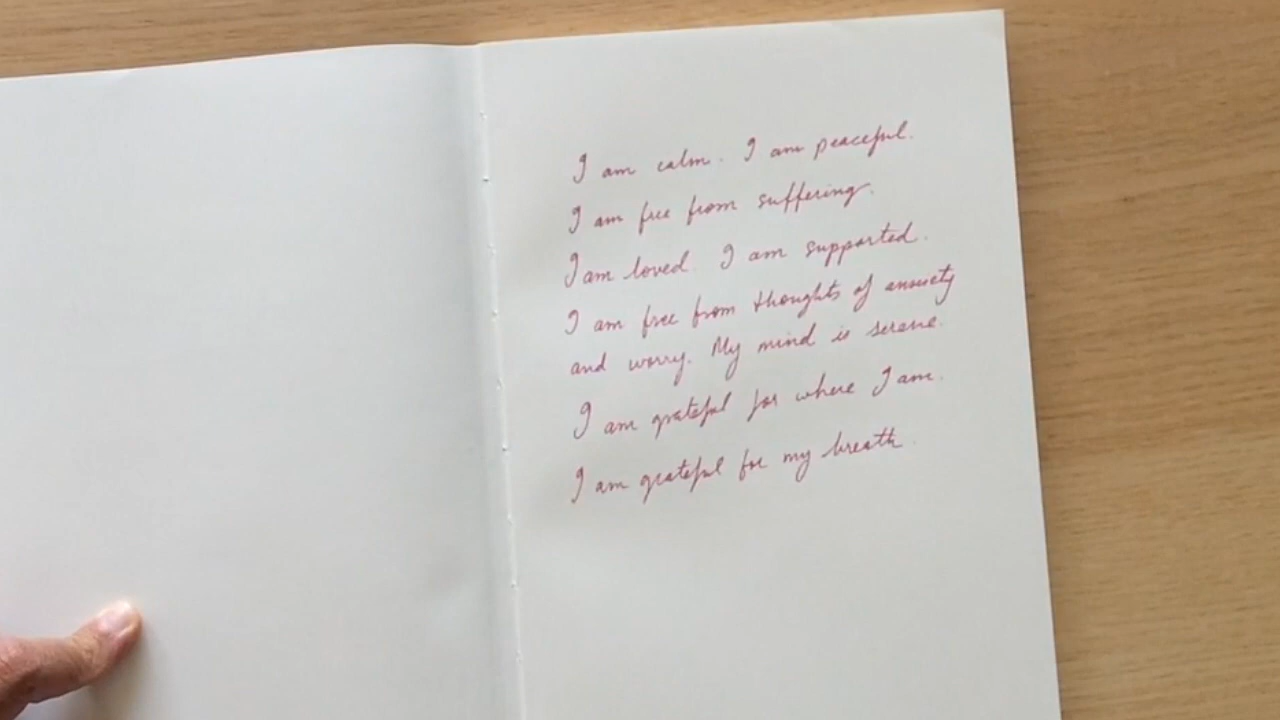 I am calm. I am peaceful.
I am free from suffering.
I am loved. I am supported.
I am free from thoughts of anxiety
and worry. My mind is serene.
I am grateful for where I am.
I am grateful for my breath.